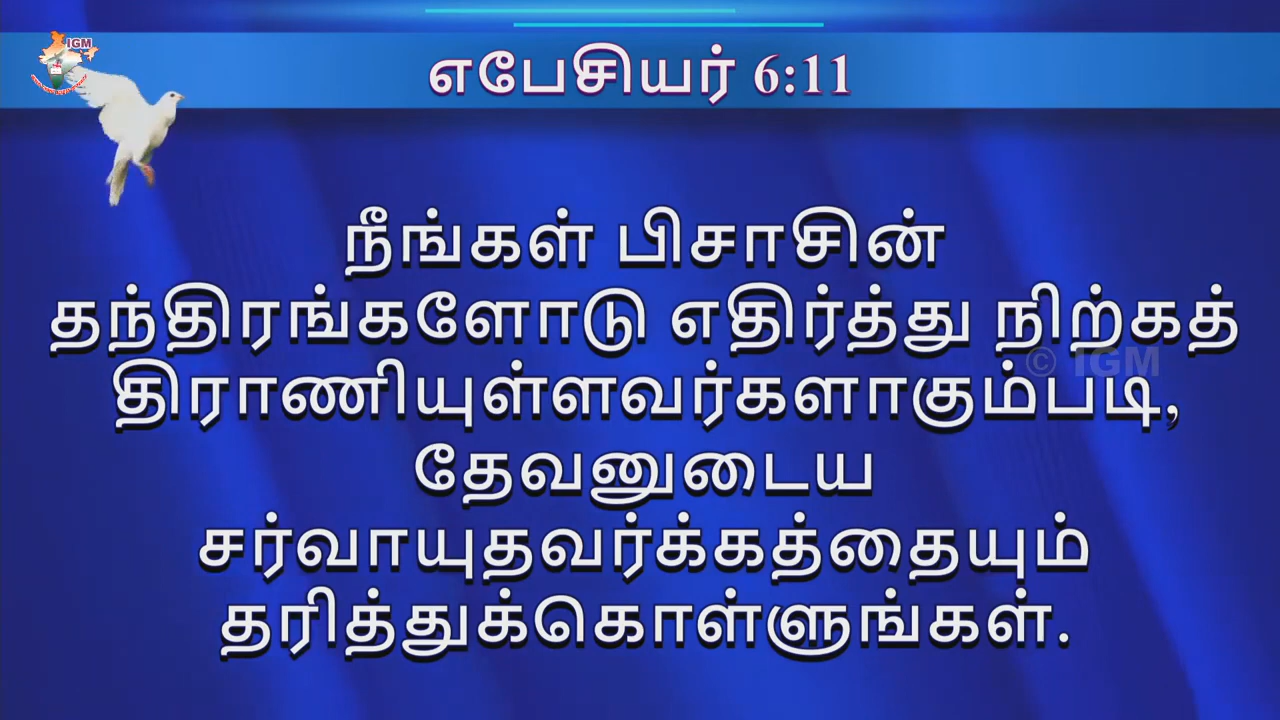 IGM
எபேசியர் 6:11
நீங்கள் பிசாசின்
தந்திரங்களோடு எதிர்த்து நிற்கத்
© IGM
திராணியுள்ளவர்களாகும்படி,
தேவனுடைய
சர்வாயுதவர்க்கத்தையும்
தரித்துக்கொள்ளுங்கள்.